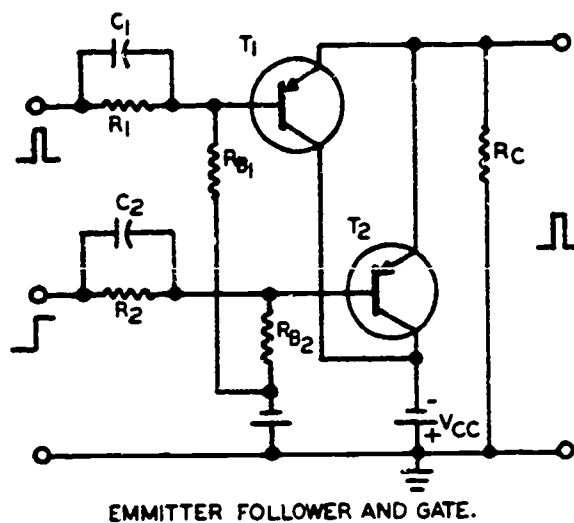 C1
T1
R1
RB1
RC
C2
T2
R2
RB2
-
+ VCC
EMMITTER FOLLOWER AND GATE.